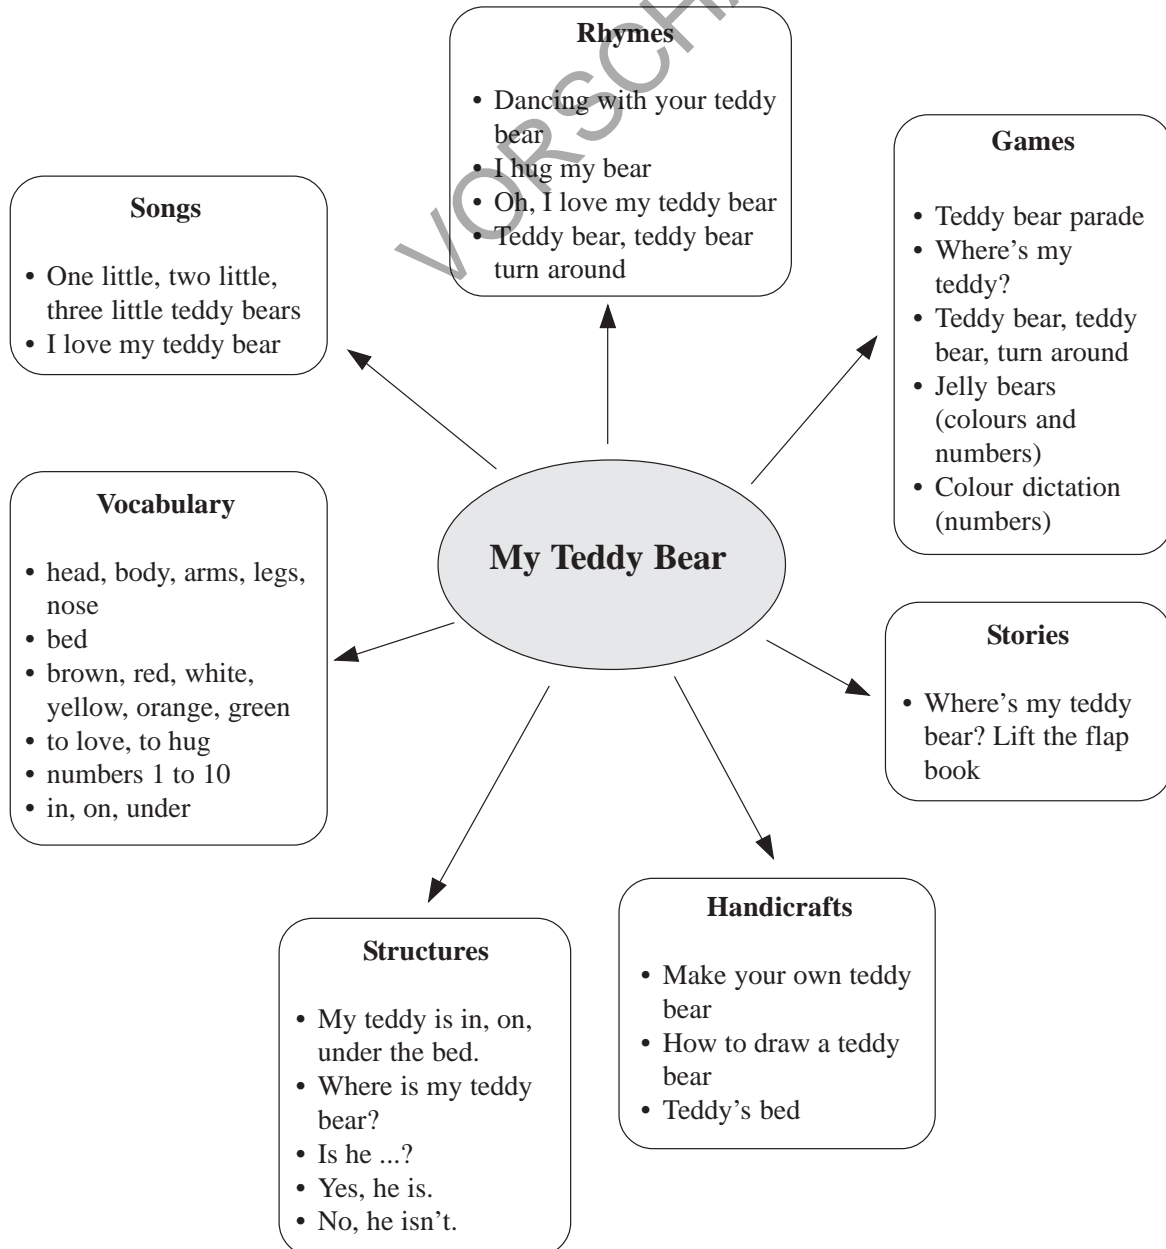 Rhymes
• Dancing with your teddy
bear
• I hug my bear
• Oh, I love my teddy bear
• Teddy bear, teddy bear
turn around
Games
• Teddy bear parade
• Where’s my
teddy?
• Teddy bear, teddy
bear, turn around
• Jelly bears
(colours and
numbers)
• Colour dictation
(numbers)
Songs
• One little, two little,
three little teddy bears
• I love my teddy bear
Vocabulary
• head, body, arms, legs,
nose
• bed
• brown, red, white,
yellow, orange, green
• to love, to hug
• numbers 1 to 10
• in, on, under
My Teddy Bear
Stories
• Where’s my teddy
bear? Lift the flap
book
Structures
• My teddy is in, on,
under the bed.
• Where is my teddy
bear?
• Is he ...?
• Yes, he is.
• No, he isn't.
Handicrafts
• Make your own teddy
bear
• How to draw a teddy
bear
• Teddy’s bed